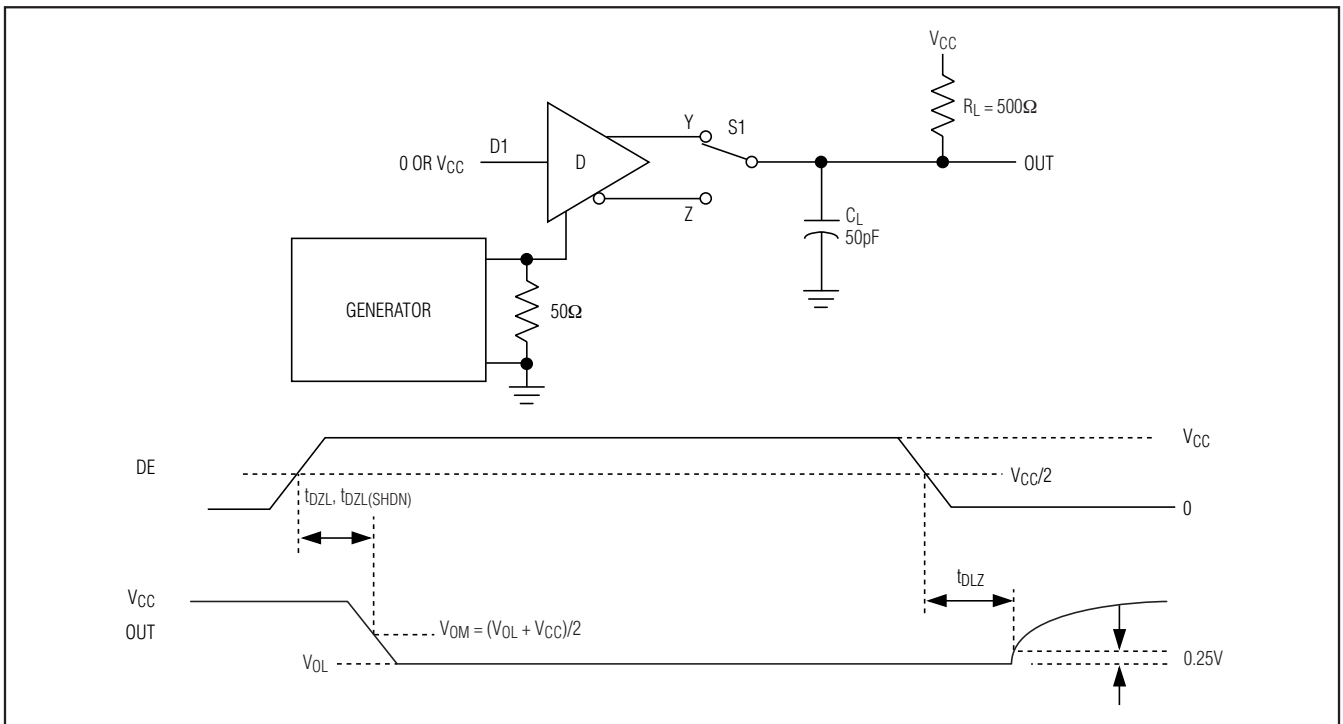 VCC
RL = 500Ω
Y
S1
D1
0 OR VCC
D
OUT
Z
CL
50pF
GENERATOR
50Ω
VCC
DE
VCC/2
tDZL, tDZL(SHDN)
0
tDLZ
VCC
OUT
VOM = (VOL + VCC)/2
VOL
0.25V